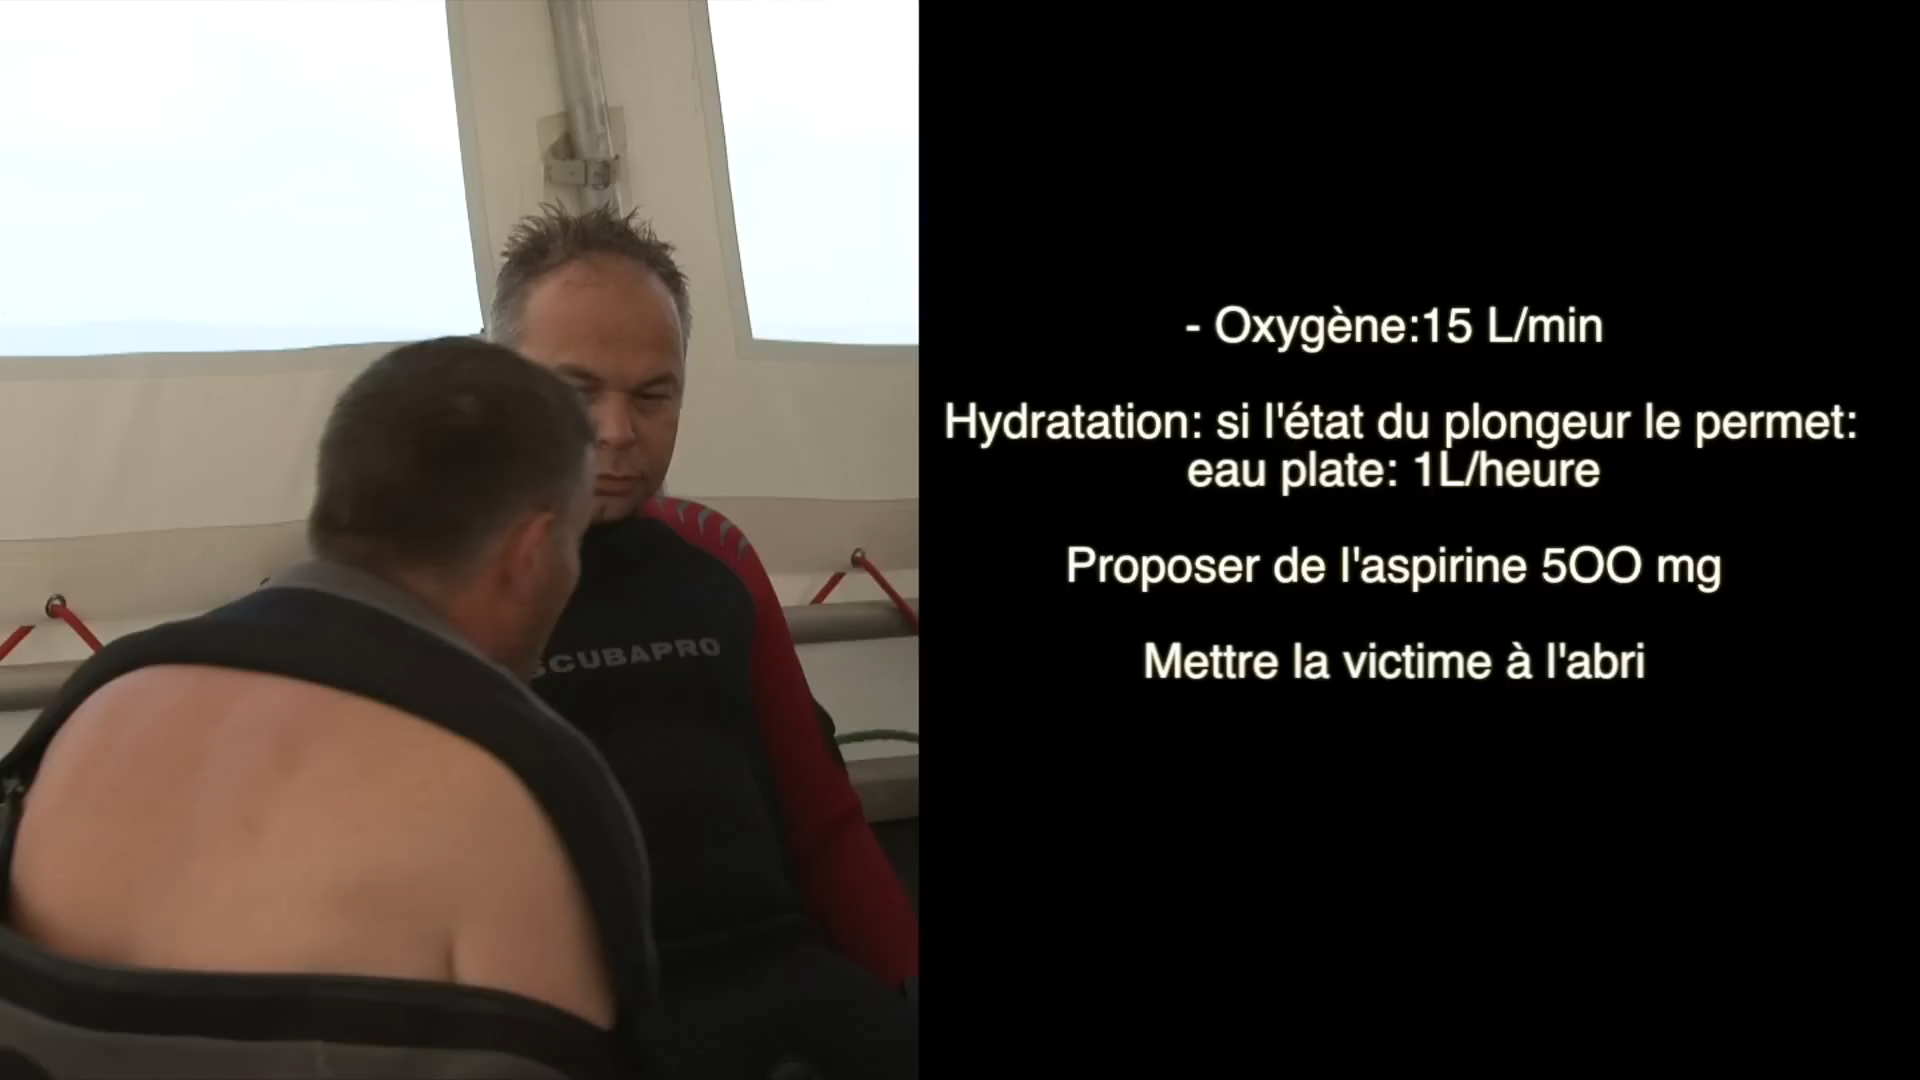 SCUBAPRO
- Oxygène:15 L/min
Hydratation: si l'état du plongeur le permet:
eau plate: 1L/heure
Proposer de l'aspirine 5OO mg
Mettre la victime à l'abri